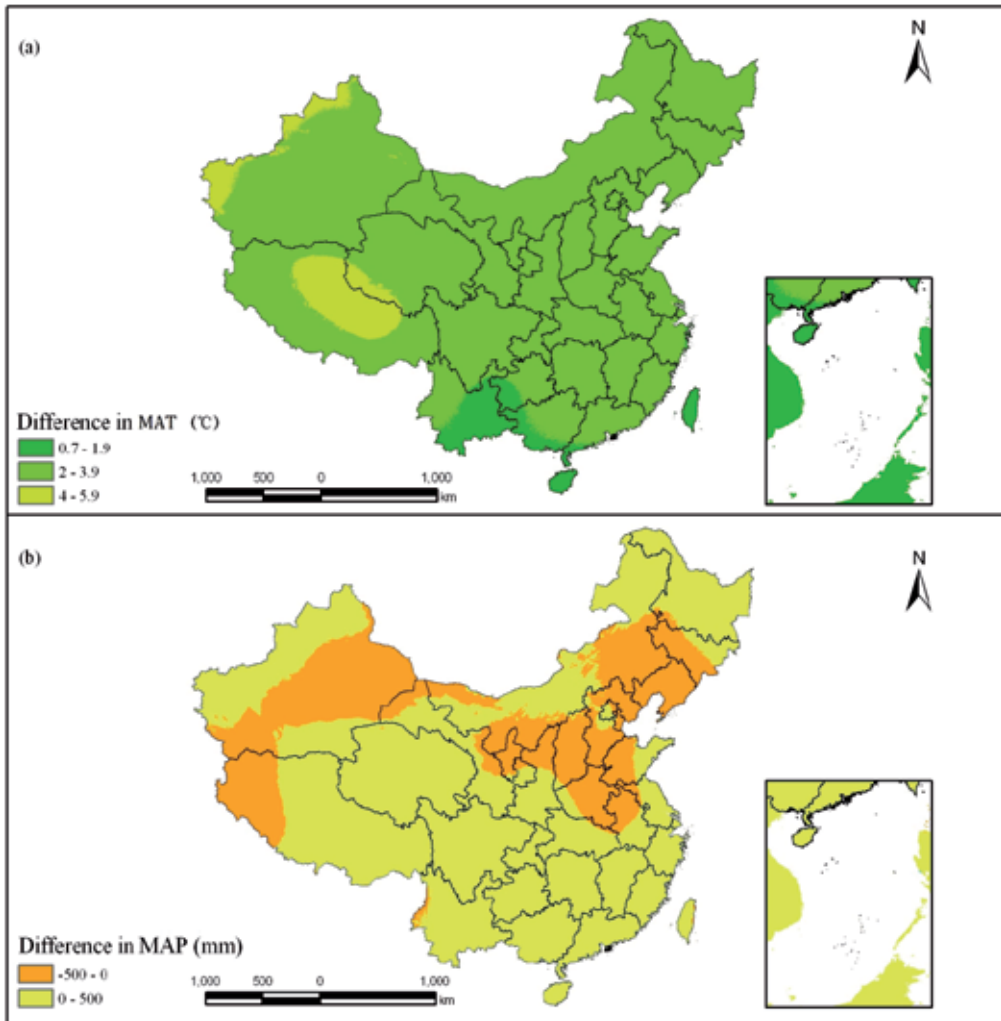 (a)
N
Difference in MAT (℃)
0.7 - 1.9
2 - 3.9
4 - 5.9
1,000 500 0 1,000
km
(b)
N
Difference in MAP (mm)
-500 - 0
0 - 500
1,000 500 0 1,000
km